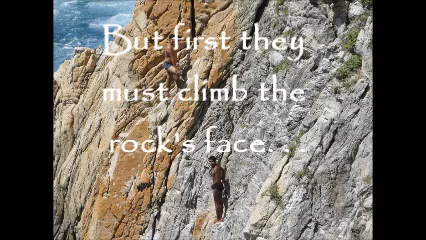 But first they
must climb the
rock's face. . .